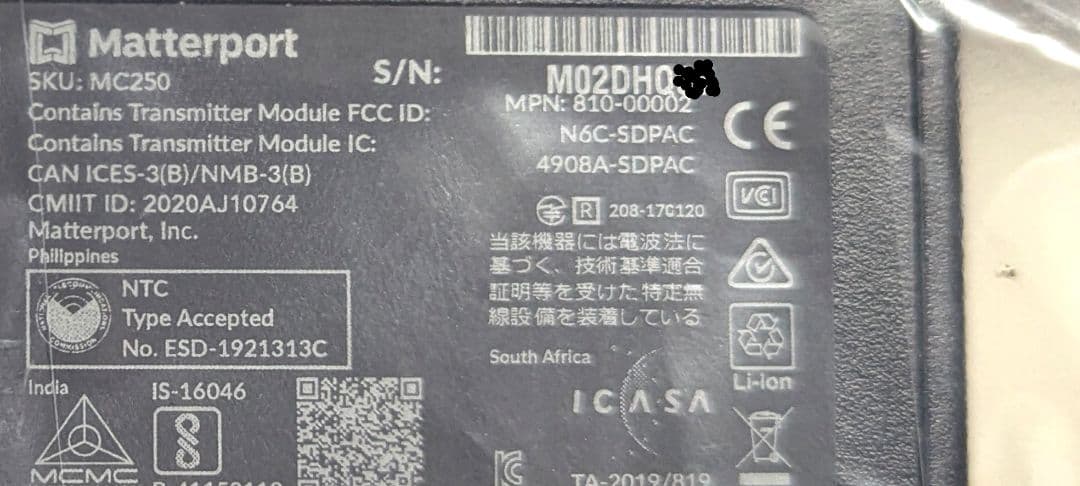 Matterport
SKU: MC250
S/N: M02DHQ
MPN: 810-00002
Contains Transmitter Module FCC ID: N6C-SDPAC
Contains Transmitter Module IC: 4908A-SDPAC
CAN ICES-3(B)/NMB-3(B)
CMIIT ID: 2020AJ10764
Matterport, Inc.
CE
R 208-17G120
VCI
当該機器には電波法に
基づく、技術基準適合
証明等を受けた特定無
線設備を装着している
Philippines
NTC
Type Accepted
No. ESD-1921313C
South Africa
ICASA
TA-2019/819
Li-ion
India
IS-16046
MCMC